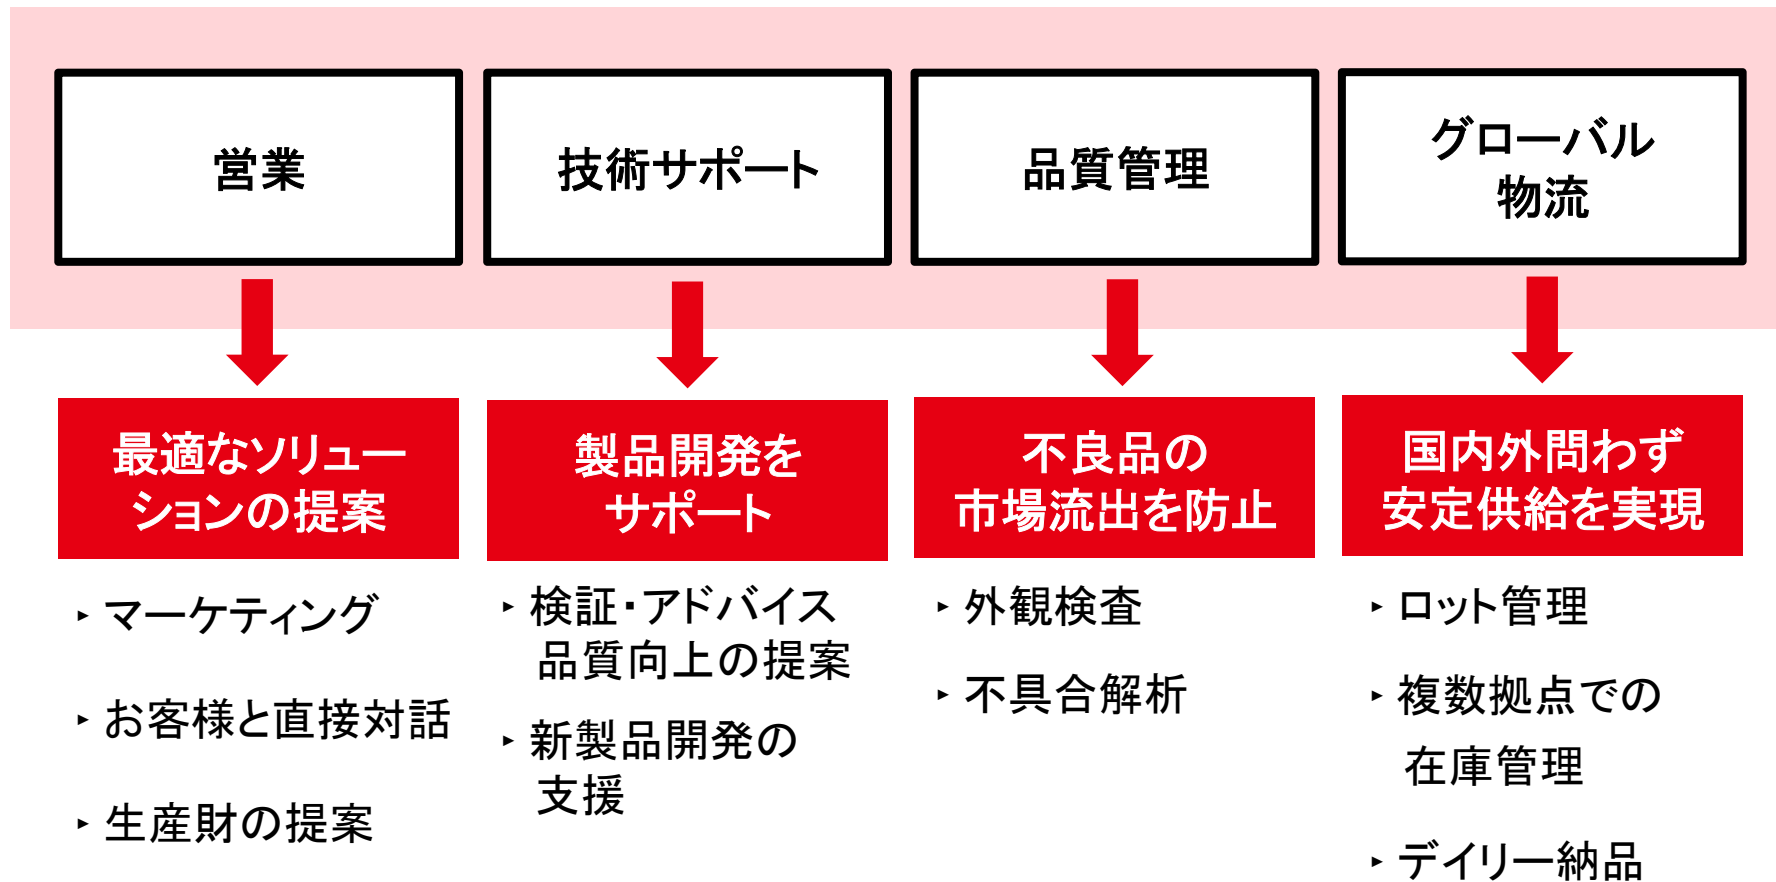 営業
技術サポート
品質管理
グローバル
物流
最適なソリュー
ションの提案
製品開発を
サポート
不良品の
市場流出を防止
国内外問わず
安定供給を実現
‣ マーケティング
‣ お客様と直接対話
‣ 生産財の提案
‣ 検証・アドバイス
品質向上の提案
‣ 新製品開発の
支援
‣ 外観検査
‣ 不具合解析
‣ ロット管理
‣ 複数拠点での
在庫管理
‣ デイリー納品